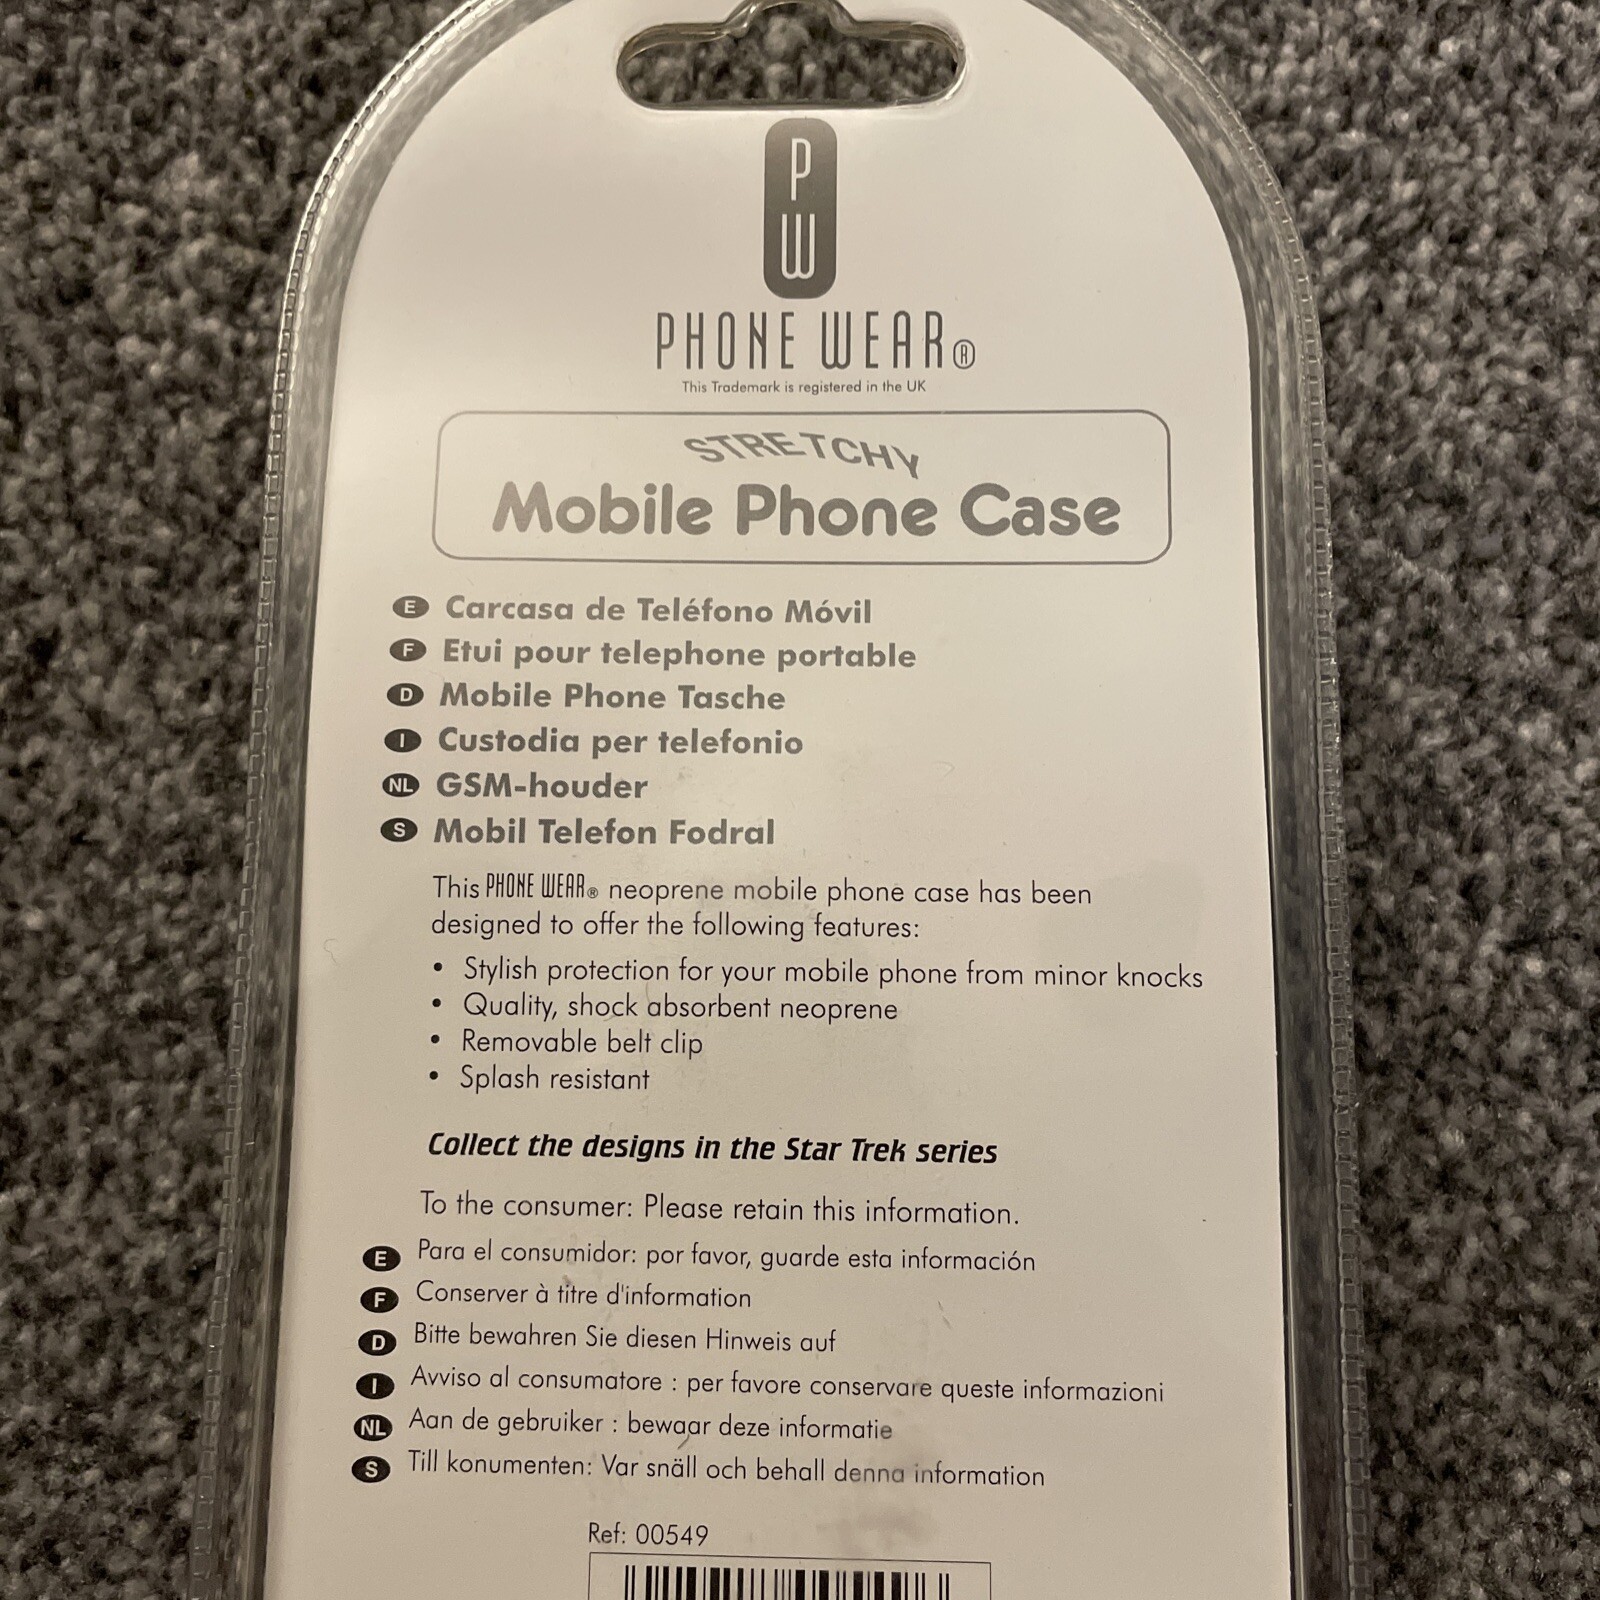 P
W
PHONE WEAR®
This Trademark is registered in the UK
STRETCHY
Mobile Phone Case
E Carcasa de Teléfono Móvil
F Etui pour telephone portable
D Mobile Phone Tasche
I Custodia per telefonio
NL GSM-houder
S Mobil Telefon Fodral
This PHONE WEAR® neoprene mobile phone case has been
designed to offer the following features:
• Stylish protection for your mobile phone from minor knocks
• Quality, shock absorbent neoprene
• Removable belt clip
• Splash resistant
Collect the designs in the Star Trek series
To the consumer: Please retain this information.
E Para el consumidor: por favor, guarde esta información
F Conserver à titre d'information
D Bitte bewahren Sie diesen Hinweis auf
I Avviso al consumatore : per favore conservare queste informazioni
NL Aan de gebruiker : bewaar deze informatie
S Till konumenten: Var snäll och behall denna information
Ref: 00549